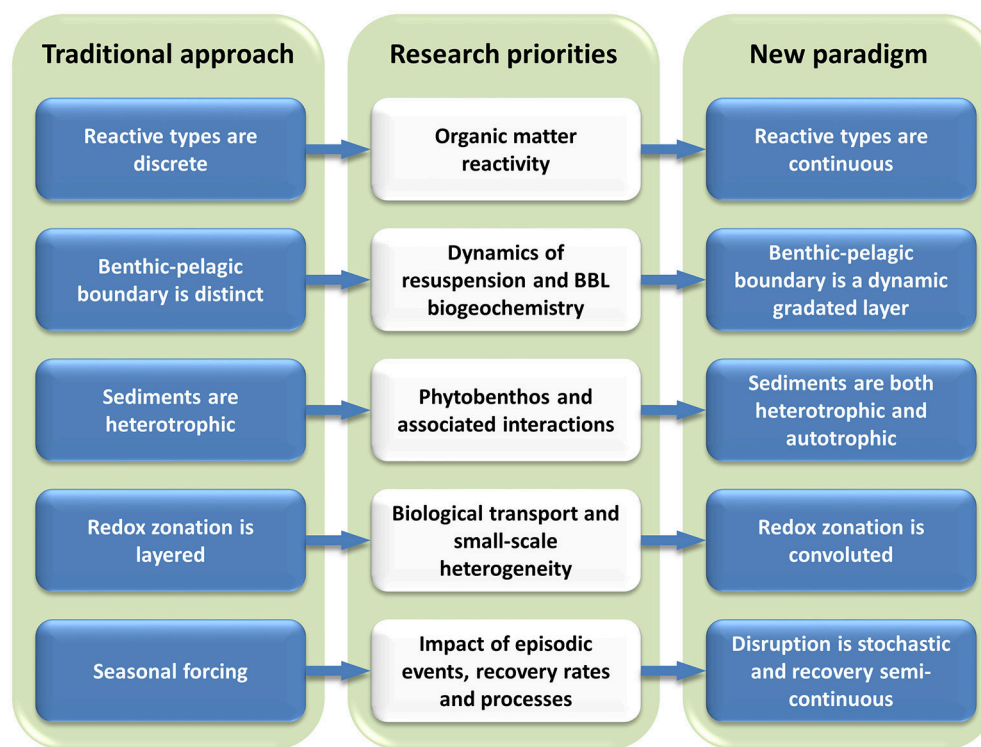 Traditional approach
Research priorities
New paradigm
Reactive types are
discrete
Organic matter
reactivity
Reactive types are
continuous
Benthic-pelagic
boundary is distinct
Dynamics of
resuspension and BBL
biogeochemistry
Benthic-pelagic
boundary is a dynamic
gradated layer
Sediments are
heterotrophic
Phytobenthos and
associated interactions
Sediments are both
heterotrophic and
autotrophic
Redox zonation is
layered
Biological transport and
small-scale
heterogeneity
Redox zonation is
convoluted
Seasonal forcing
Impact of episodic
events, recovery rates
and processes
Disruption is stochastic
and recovery semi-
continuous